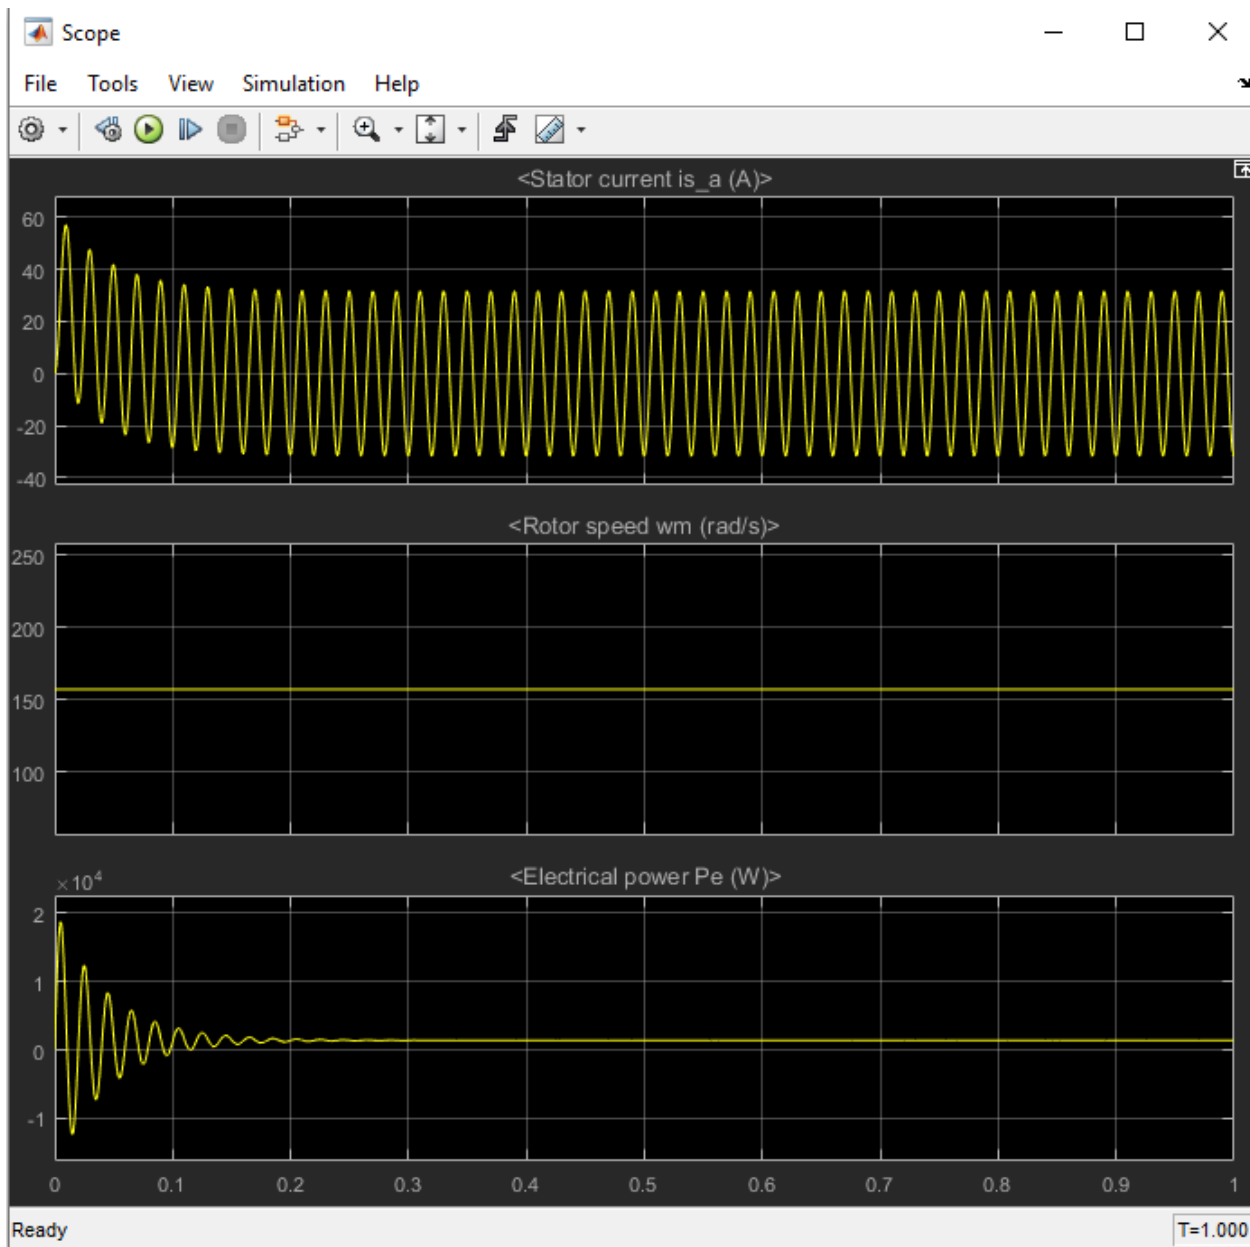 Scope
File Tools View Simulation Help
<Stator current is_a (A)>
60
40
20
0
-20
-40
<Rotor speed wm (rad/s)>
250
200
150
100
<Electrical power Pe (W)>
×10^4
2
1
0
-1
0 0.1 0.2 0.3 0.4 0.5 0.6 0.7 0.8 0.9 1
Ready T=1.000